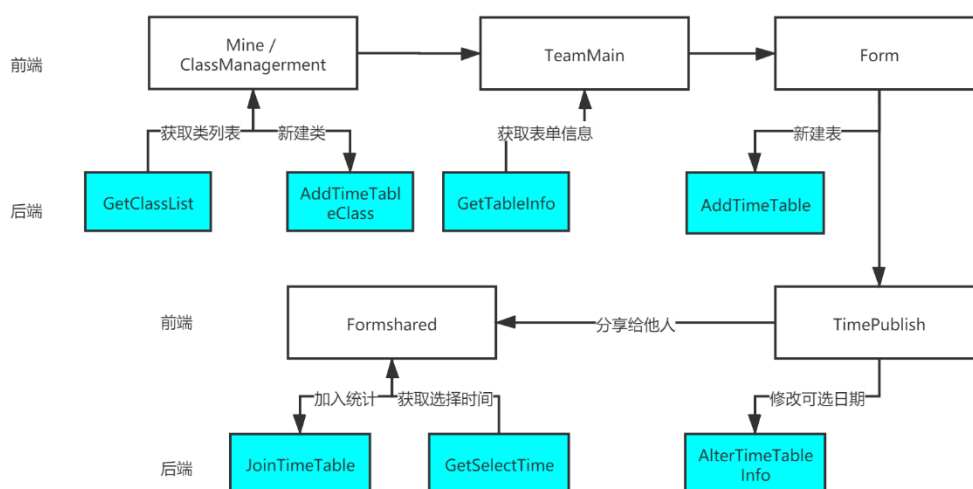 Mine /
ClassManagerment
TeamMain
Form
前端
获取类列表
新建类
获取表单信息
新建表
GetClassList
AddTimeTabl
eClass
GetTableInfo
AddTimeTable
后端
前端
Formshared
分享给他人
TimePublish
加入统计
获取选择时间
修改可选日期
JoinTimeTable
GetSelectTime
AlterTimeTable
Info
后端